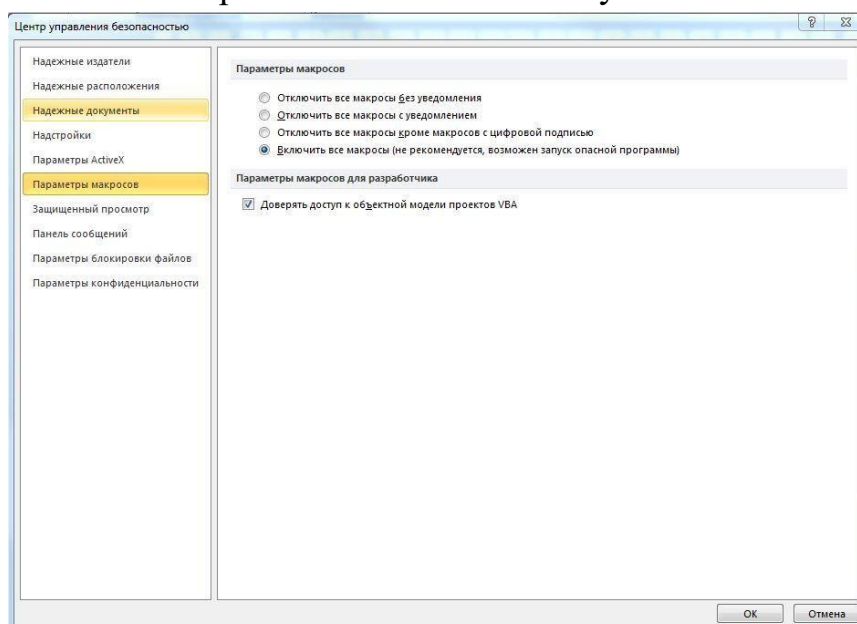 Центр управления безопасностью
Надежные издатели
Надежные расположения
Надежные документы
Надстройки
Параметры ActiveX
Параметры макросов
Защищенный просмотр
Панель сообщений
Параметры блокировки файлов
Параметры конфиденциальности
Параметры макросов
Отключить все макросы без уведомления
Отключить все макросы с уведомлением
Отключить все макросы кроме макросов с цифровой подписью
Включить все макросы (не рекомендуется, возможен запуск опасной программы)
Параметры макросов для разработчика
Доверять доступ к объектной модели проектов VBA
ОК
Отмена